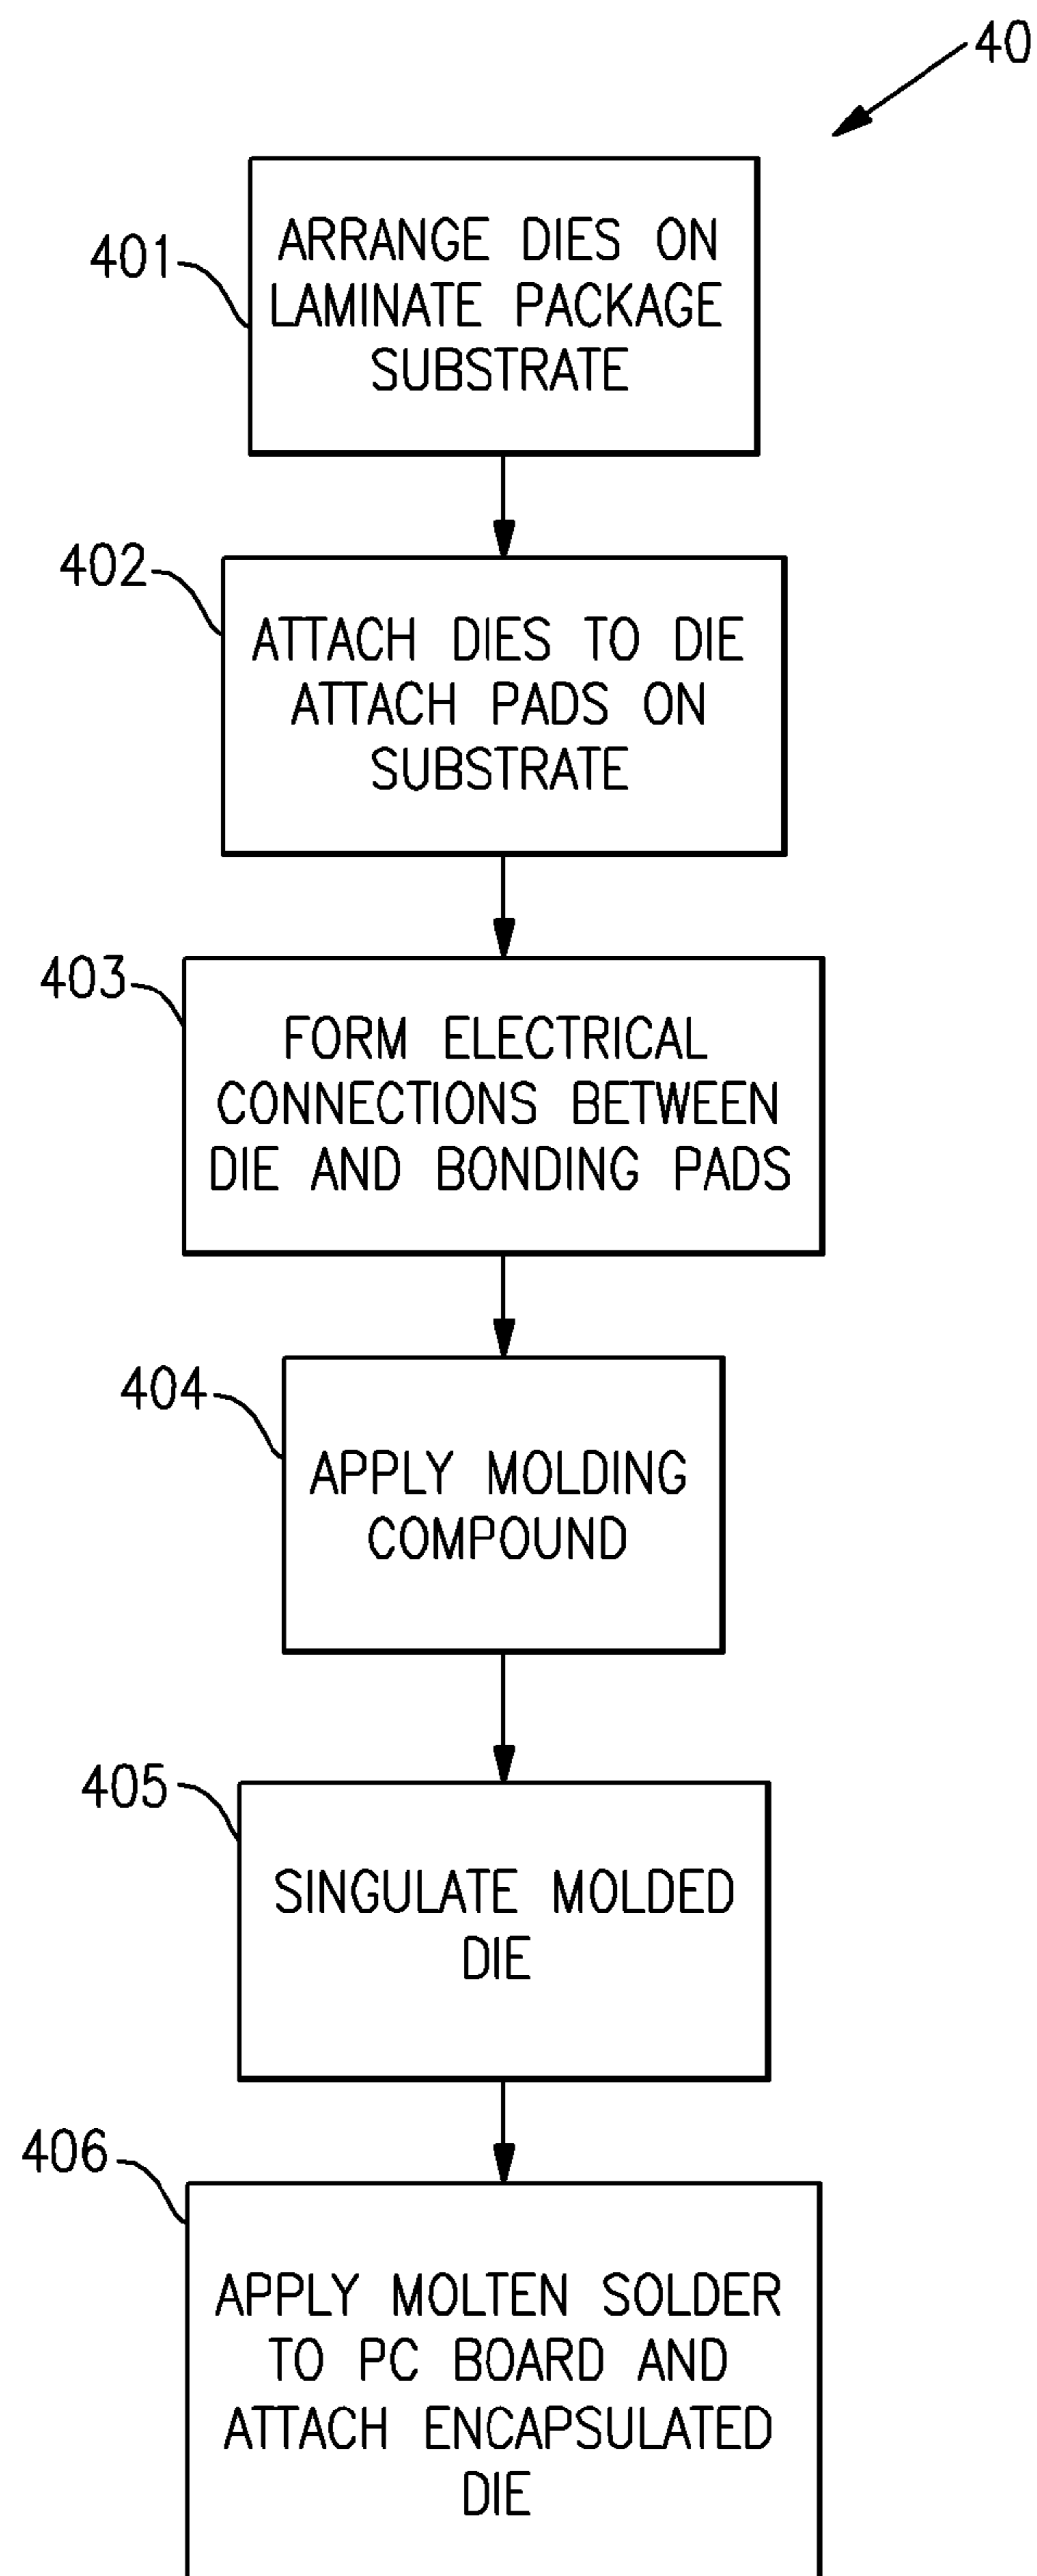 40
401
ARRANGE DIES ON
LAMINATE PACKAGE
SUBSTRATE
402
ATTACH DIES TO DIE
ATTACH PADS ON
SUBSTRATE
403
FORM ELECTRICAL
CONNECTIONS BETWEEN
DIE AND BONDING PADS
404
APPLY MOLDING
COMPOUND
405
SINGULATE MOLDED
DIE
406
APPLY MOLTEN SOLDER
TO PC BOARD AND
ATTACH ENCAPSULATED
DIE